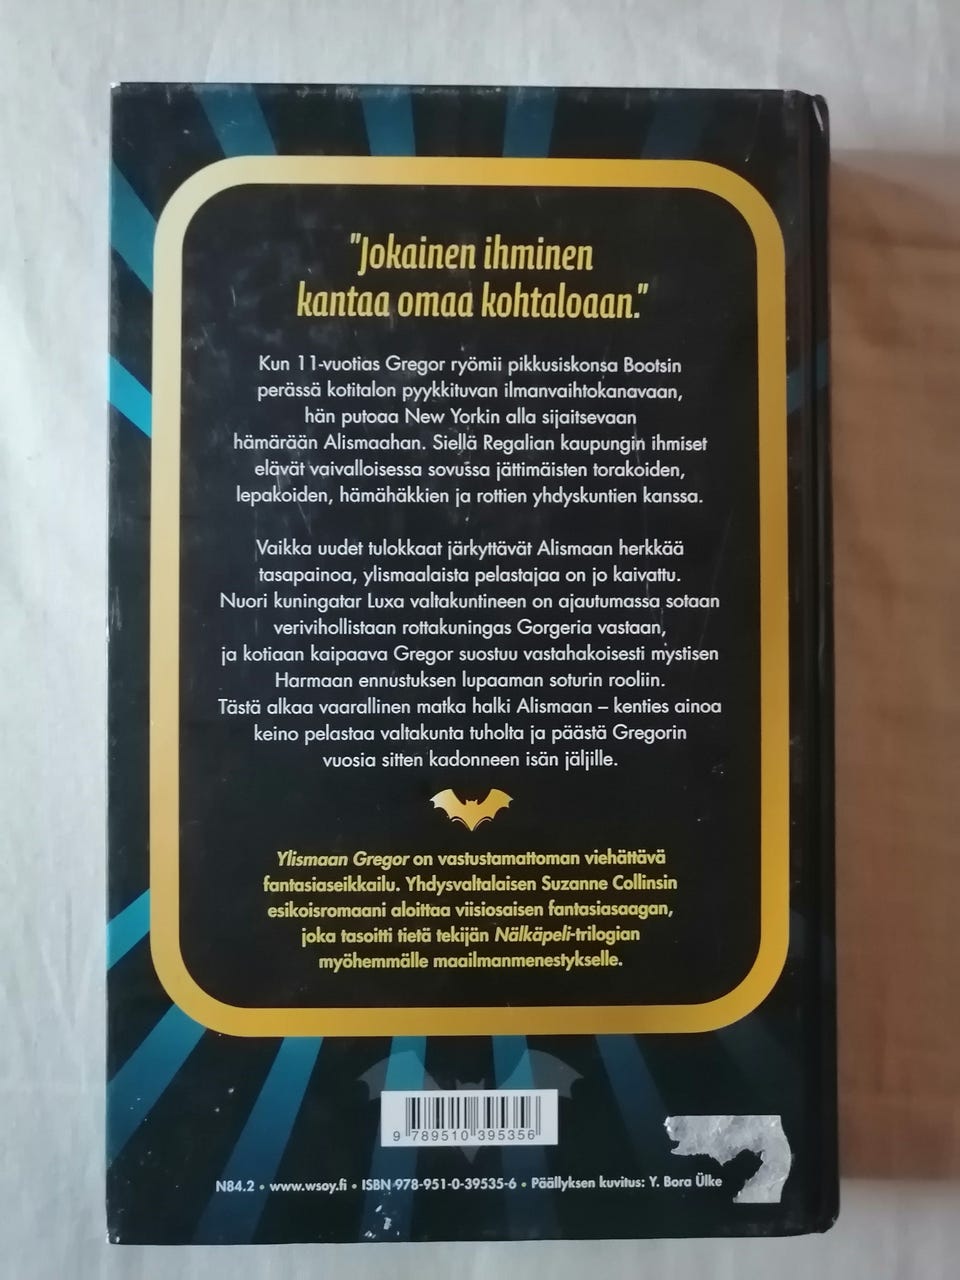 "Jokainen ihminen
kantaa omaa kohtaloaan."
Kun 11-vuotias Gregor ryömii pikkusiskonsa Bootsin
perässä kotitalon pyykkituvan ilmanvaihtokanavaan,
hän putoaa New Yorkin alla sijaitsevaan
hämärään Alismaahan. Siellä Regalian kaupungin ihmiset
elävät vaivalloisessa sovussa jättimäisten torakoiden,
lepakoiden, hämähäkkien ja rottien yhdyskuntien kanssa.
Vaikka uudet tulokkaat järkyttävät Alismaan herkkää
tasapainoa, ylismaalaista pelastajaa on jo kaivattu.
Nuori kuningatar Luxa valtakuntineen on ajautumassa sotaan
verivihollistaan rottakuningas Gorgeria vastaan,
ja kotiaan kaipaava Gregor suostuu vastahakoisesti mystisen
Harmaan ennustuksen lupaaman soturin rooliin.
Tästä alkaa vaarallinen matka halki Alismaan – kenties ainoa
keino pelastaa valtakunta tuholta ja päästä Gregorin
vuosia sitten kadonneen isän jäljille.
Ylismaan Gregor on vastustamattoman viehättävä
fantasiaseikkailu. Yhdysvaltalaisen Suzanne Collinsin
esikoisromaani aloittaa viisiosaisen fantasiasaagan,
joka tasoitti tietä tekijän Nälkäpeli-trilogian
myöhemmälle maailmanmenestykselle.
9 789510 395356
N84.2 • www.wsoy.fi • ISBN 978-951-0-39535-6 • Päällyksen kuvitus: Y. Bora Ülke